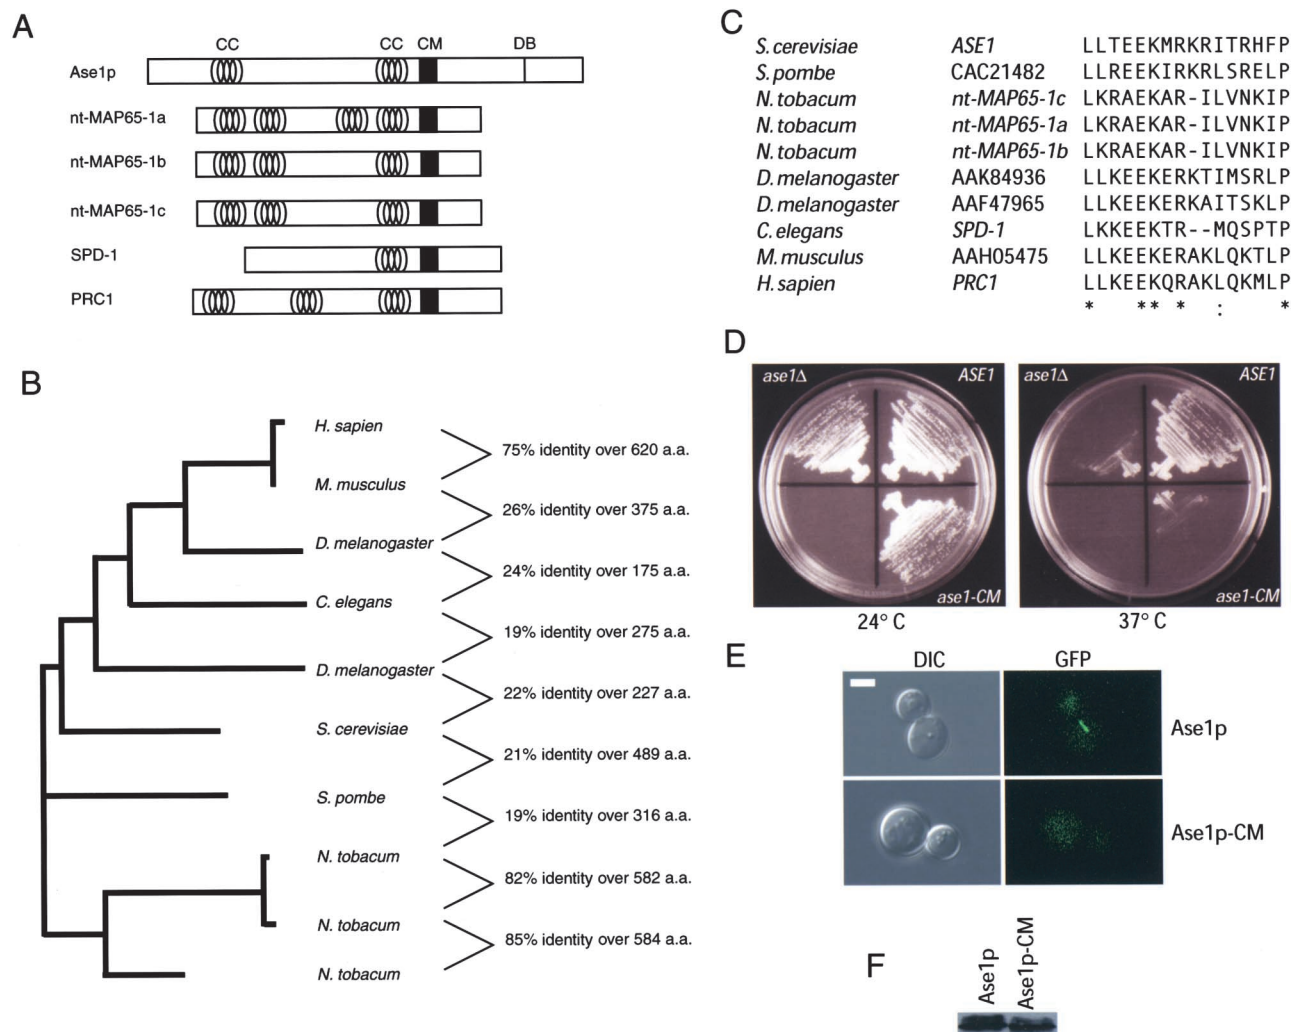 A
CC CC CM DB
Ase1p
nt-MAP65-1a
nt-MAP65-1b
nt-MAP65-1c
SPD-1
PRC1
B
H. sapien
M. musculus
D. melanogaster
C. elegans
D. melanogaster
S. cerevisiae
S. pombe
N. tobacum
N. tobacum
N. tobacum
75% identity over 620 a.a.
26% identity over 375 a.a.
24% identity over 175 a.a.
19% identity over 275 a.a.
22% identity over 227 a.a.
21% identity over 489 a.a.
19% identity over 316 a.a.
82% identity over 582 a.a.
85% identity over 584 a.a.
C
S. cerevisiae ASE1 LLTEEKMRKRITRHFP
S. pombe CAC21482 LLREEKIRKRLSRELP
N. tobacum nt-MAP65-1c LKRAEKAR-ILVNKIP
N. tobacum nt-MAP65-1a LKRAEKAR-ILVNKIP
N. tobacum nt-MAP65-1b LKRAEKAR-ILVNKIP
D. melanogaster AAK84936 LLKEEKERKTIMSRLP
D. melanogaster AAF47965 LLKEEKERKAITSKLP
C. elegans SPD-1 LKKEEKTR--MQSPTP
M. musculus AAH05475 LLKEEKERAKLQKTLP
H. sapien PRC1 LLKEEKQRAKLQKMLP
* ** * : *
D
ase1Δ ASE1
ase1-CM
24° C
ase1Δ ASE1
ase1-CM
37° C
E
DIC GFP
Ase1p
Ase1p-CM
F
Ase1p
Ase1p-CM